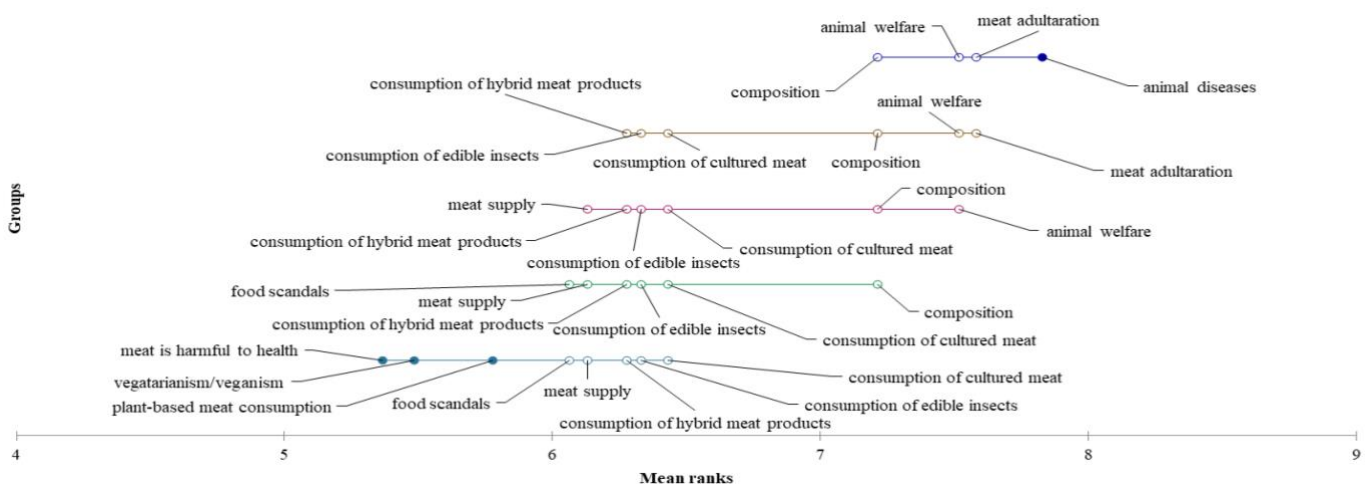 animal welfare
meat adultaration
composition
animal diseases
consumption of hybrid meat products
animal welfare
consumption of edible insects
consumption of cultured meat
composition
meat adultaration
meat supply
composition
consumption of hybrid meat products
animal welfare
consumption of edible insects
consumption of cultured meat
food scandals
meat supply
composition
consumption of hybrid meat products
consumption of edible insects
consumption of cultured meat
meat is harmful to health
vegatarianism/veganism
plant-based meat consumption
food scandals
meat supply
consumption of hybrid meat products
consumption of edible insects
consumption of cultured meat
Groups
4 5 6 7 8 9
Mean ranks